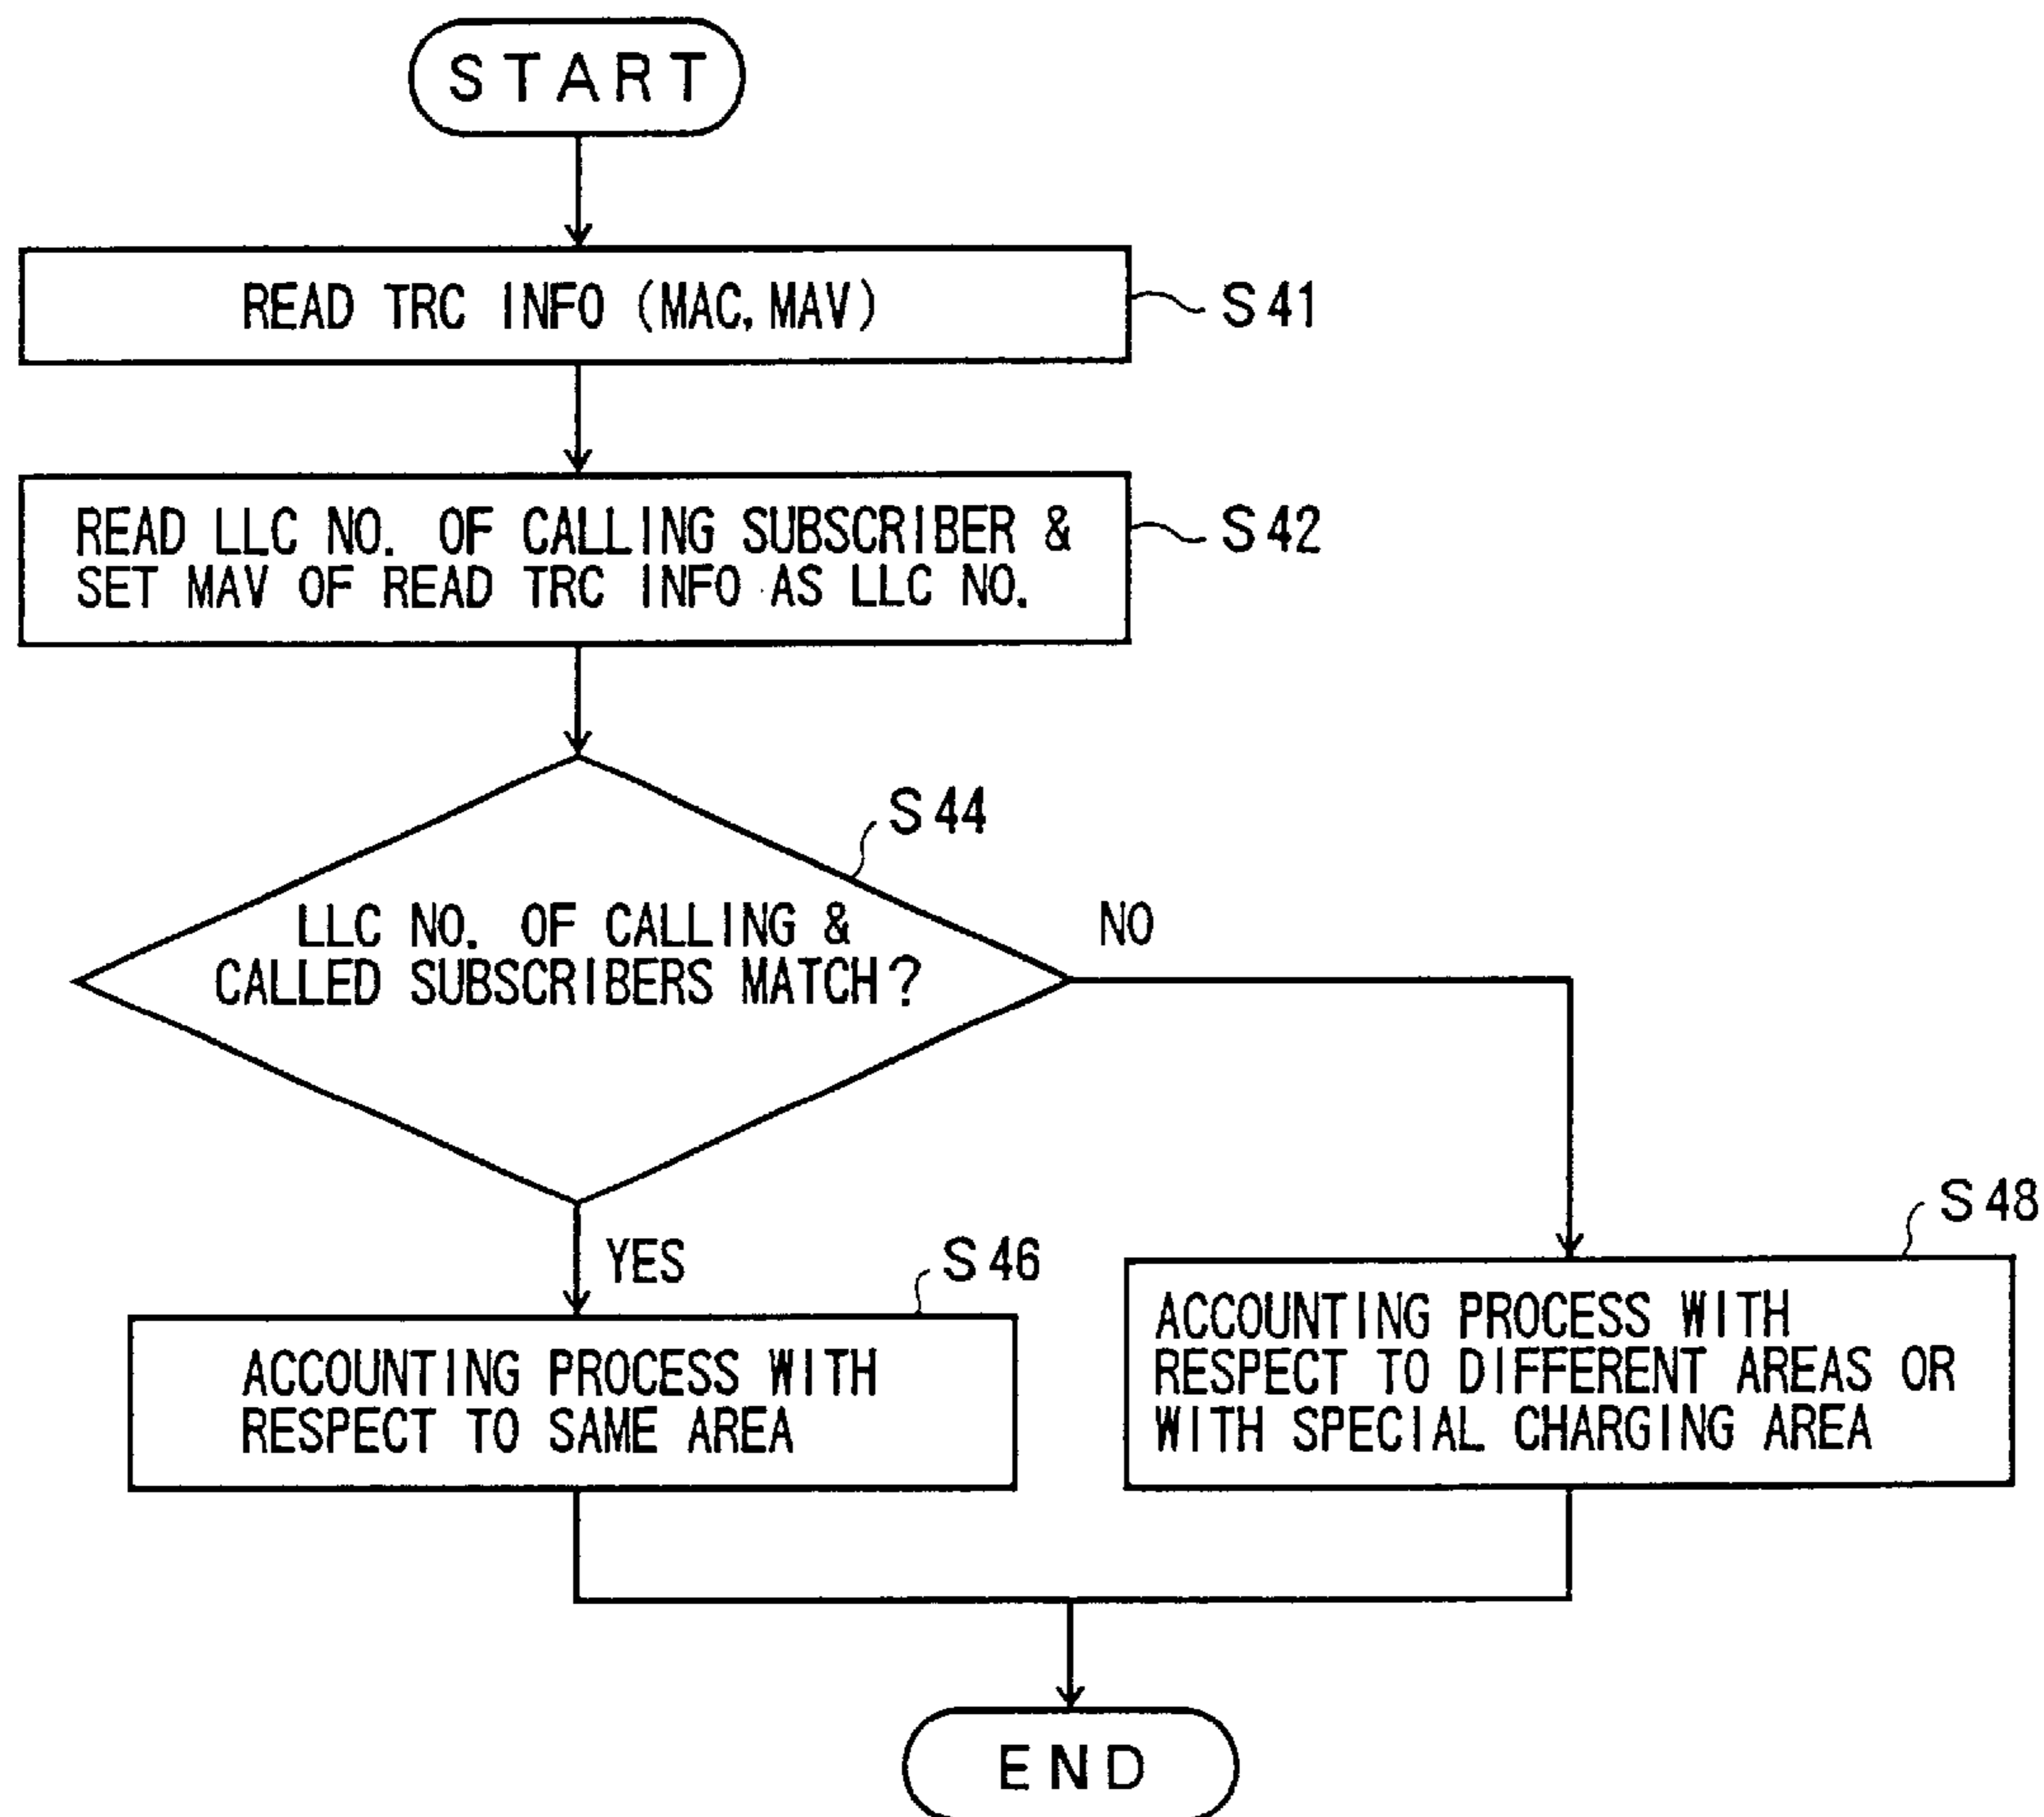 START
READ TRC INFO (MAC, MAV)
S41
READ LLC NO. OF CALLING SUBSCRIBER &
SET MAV OF READ TRC INFO AS LLC NO.
S42
S44
LLC NO. OF CALLING &
CALLED SUBSCRIBERS MATCH?
NO
YES
S46
S48
ACCOUNTING PROCESS WITH
RESPECT TO SAME AREA
ACCOUNTING PROCESS WITH
RESPECT TO DIFFERENT AREAS OR
WITH SPECIAL CHARGING AREA
END